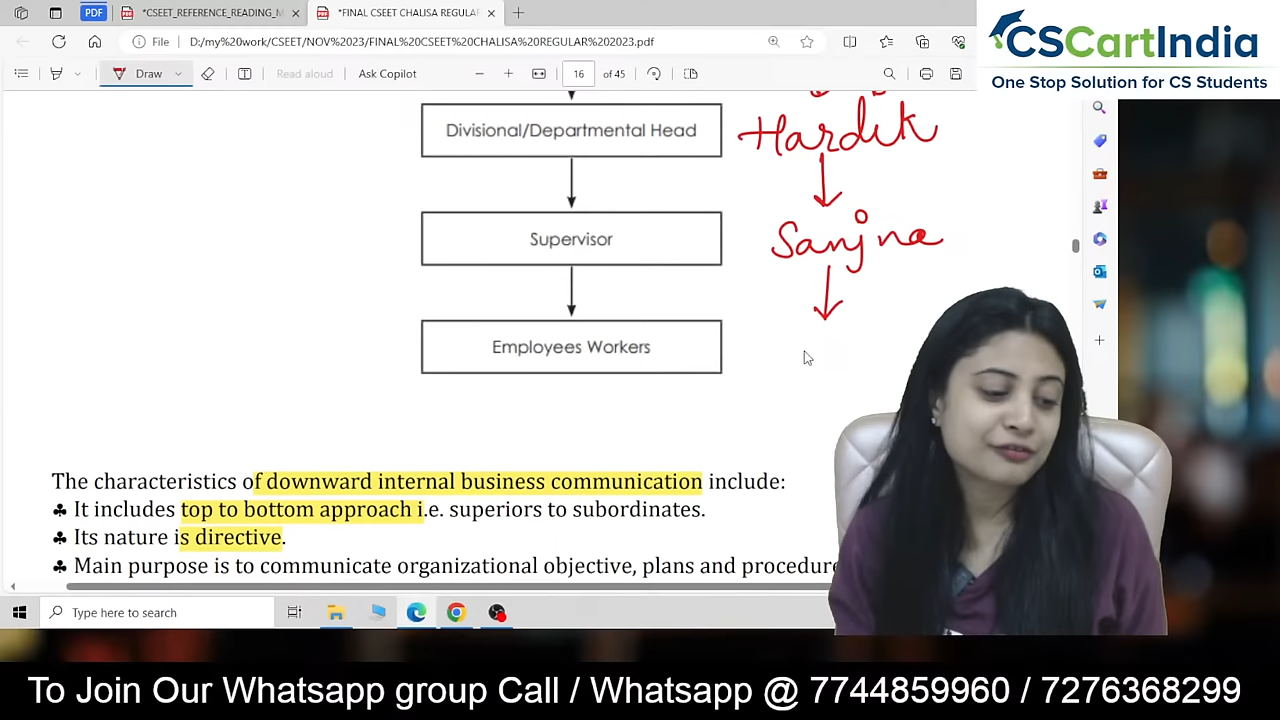 *CSEET_REFERENCE_READING_M
*FINAL CSEET CHALISA REGULAR
PDF
File
D:/my%20work/CSEET/NOV%2023/FINAL%20CSEET%20CHALISA%20REGULAR%202023.pdf
CSCartIndia
One Stop Solution for CS Students
Draw
Read aloud
Ask Copilot
16
of 45
Divisional/Departmental Head
Hardik
Supervisor
Sanjna
Employees Workers
The characteristics of downward internal business communication include:
♣ It includes top to bottom approach i.e. superiors to subordinates.
♣ Its nature is directive.
♣ Main purpose is to communicate organizational objective, plans and procedure
Type here to search
To Join Our Whatsapp group Call / Whatsapp @ 7744859960 / 7276368299